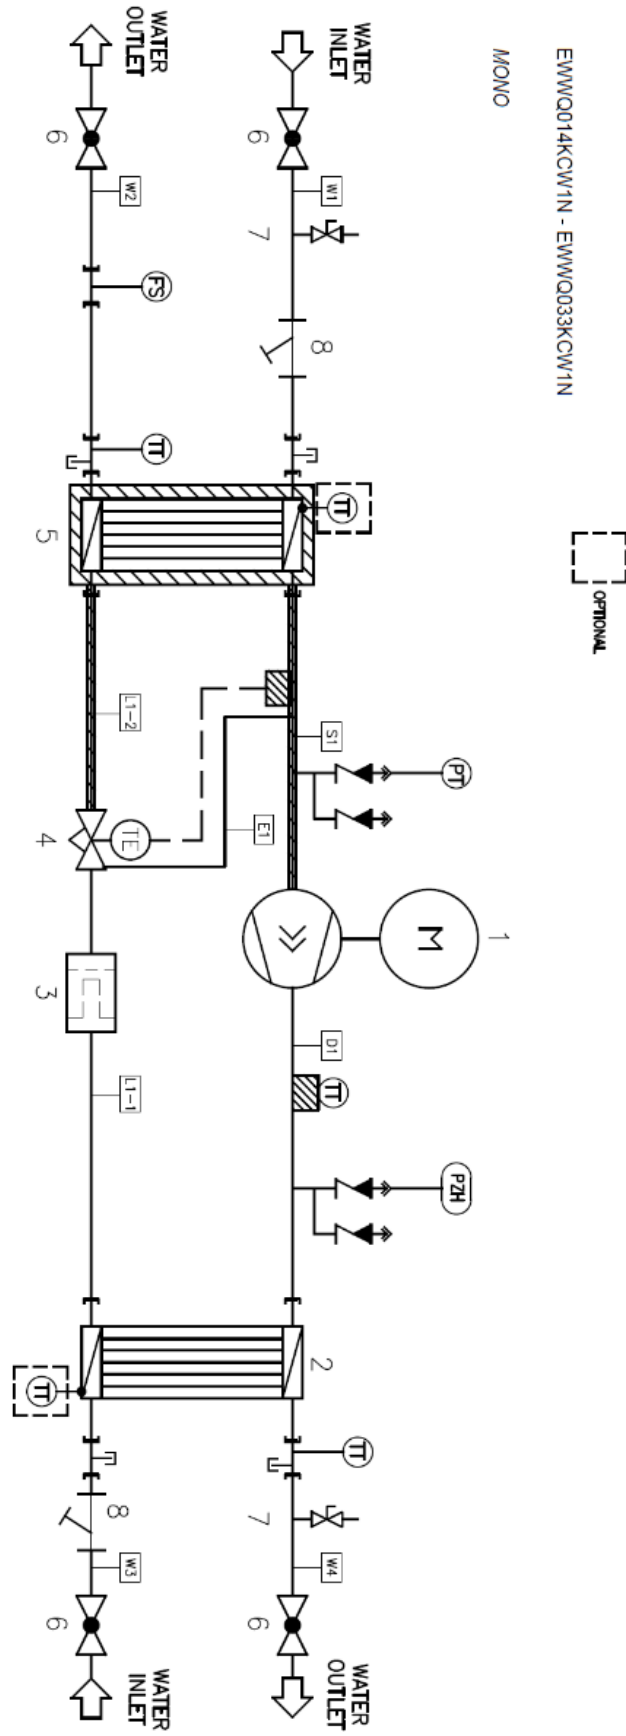 EWWQ014KCW1N - EWWQ033KCW1N
MONO
OPTIONAL
1
M
PT
PZH
WATER
INLET
6
W1
7
8
TT
S1
D1
TT
2
TT
7
W4
6
WATER
OUTLET
E1
WATER
OUTLET
6
W2
FS
TT
5
L1-2
TE
4
3
L1-1
TT
8
W3
6
WATER
INLET